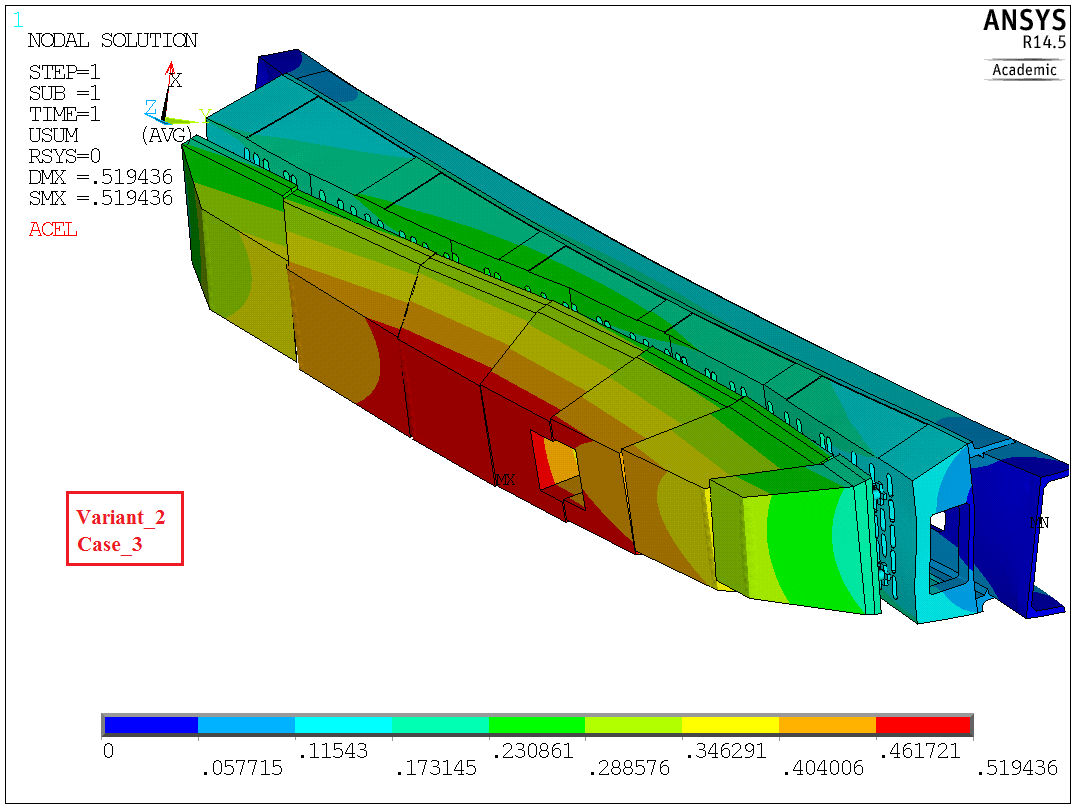 1
NODAL SOLUTION
STEP=1
SUB =1
TIME=1
USUM (AVG)
RSYS=0
DMX =.519436
SMX =.519436
ACEL
X
Z
Y
ANSYS
R14.5
Academic
MX
MN
Variant_2
Case_3
0
.057715
.11543
.173145
.230861
.288576
.346291
.404006
.461721
.519436